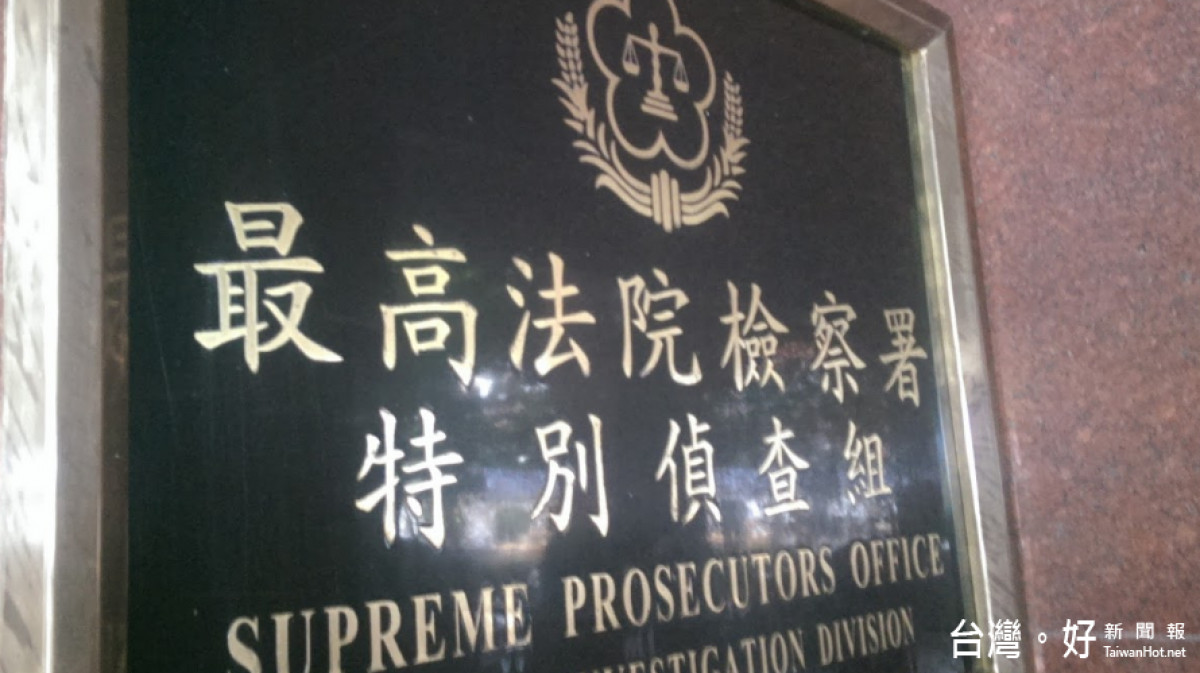 最高法院檢察署
特別偵查組
SUPREME PROSECUTORS OFFICE
INVESTIGATION DIVISION
台灣。好 新聞報
TaiwanHot.net